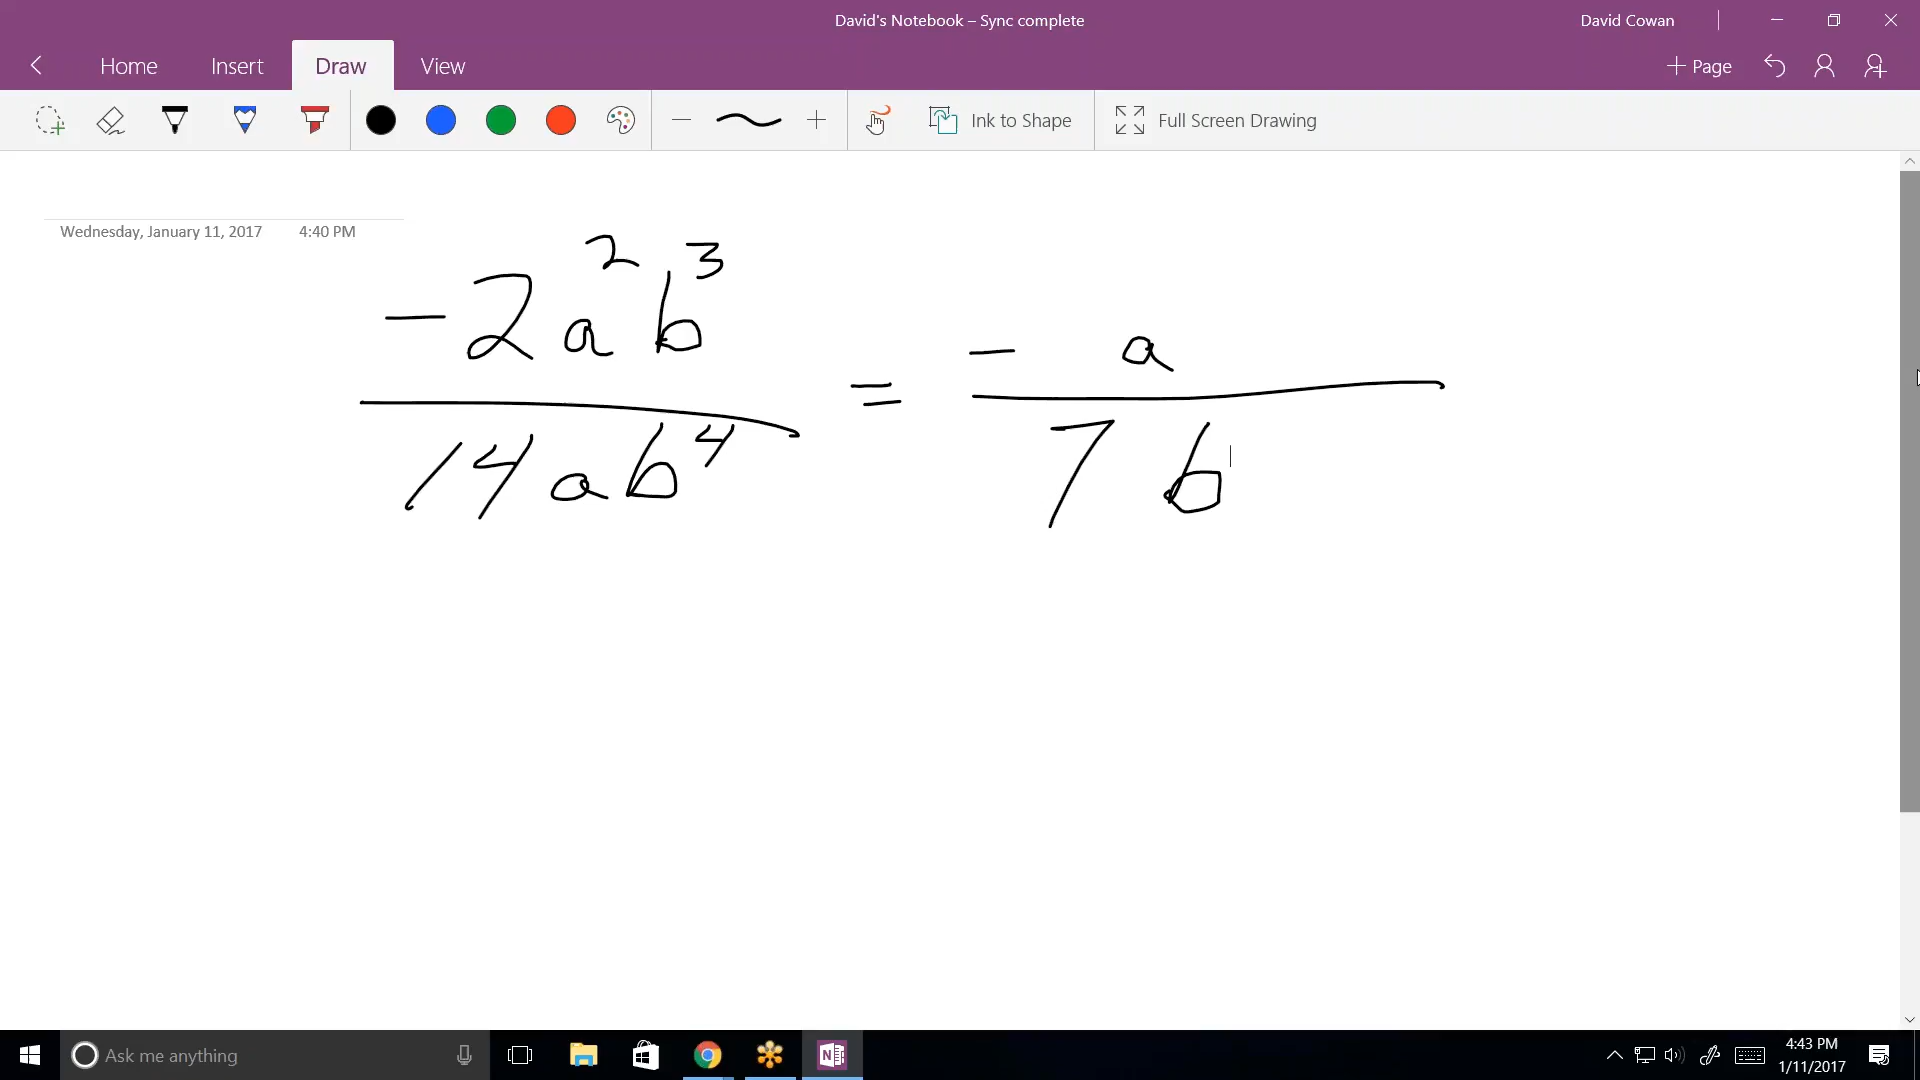 David's Notebook – Sync complete
David Cowan
Home Insert Draw View
Page
Ink to Shape
Full Screen Drawing
Wednesday, January 11, 2017 4:40 PM
-2a²b³
= -a
14ab⁴
7b
Ask me anything
N
4:43 PM
1/11/2017